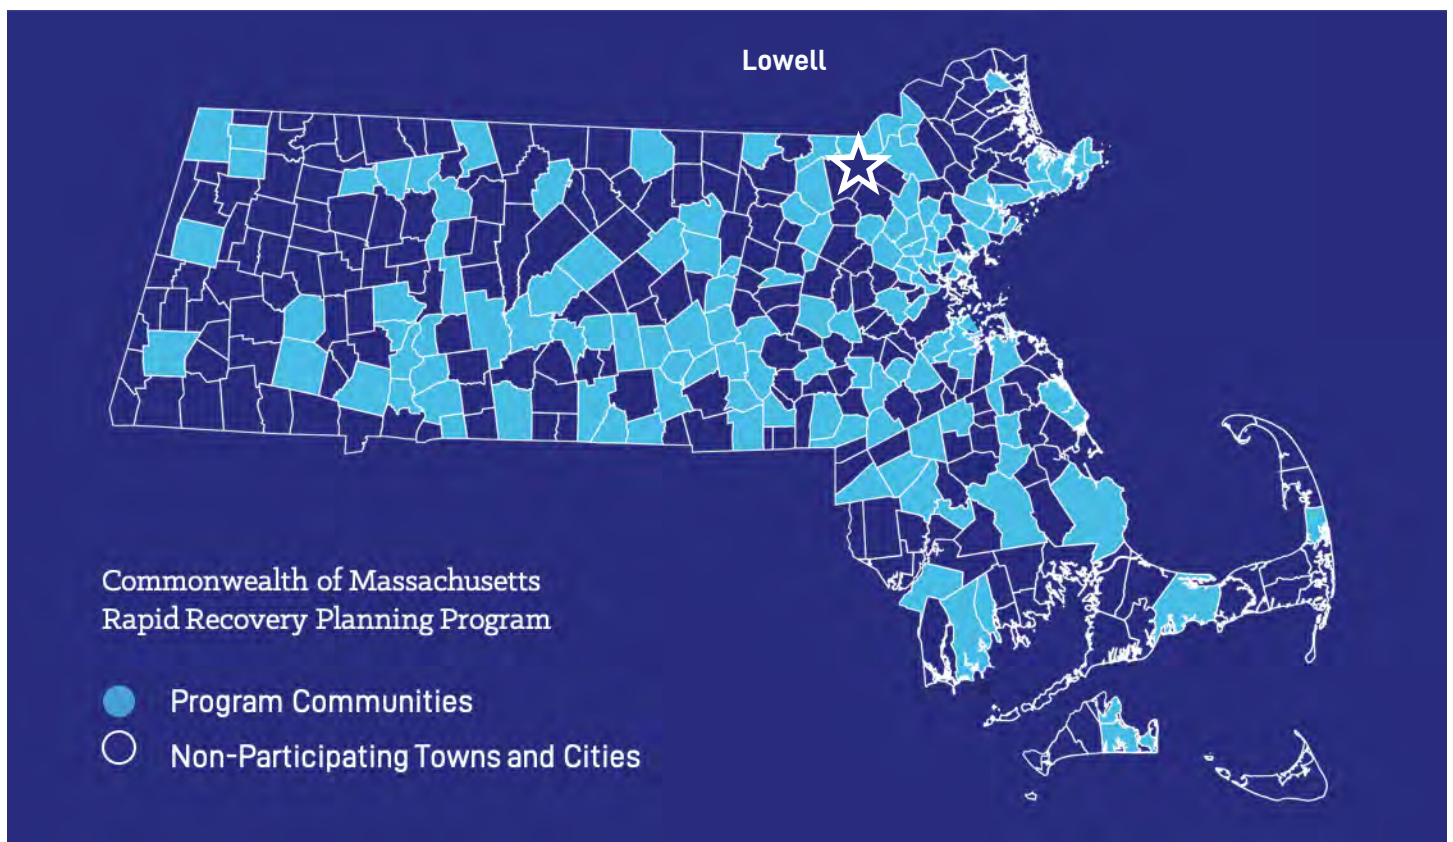 Lowell
Commonwealth of Massachusetts
Rapid Recovery Planning Program
Program Communities
Non-Participating Towns and Cities